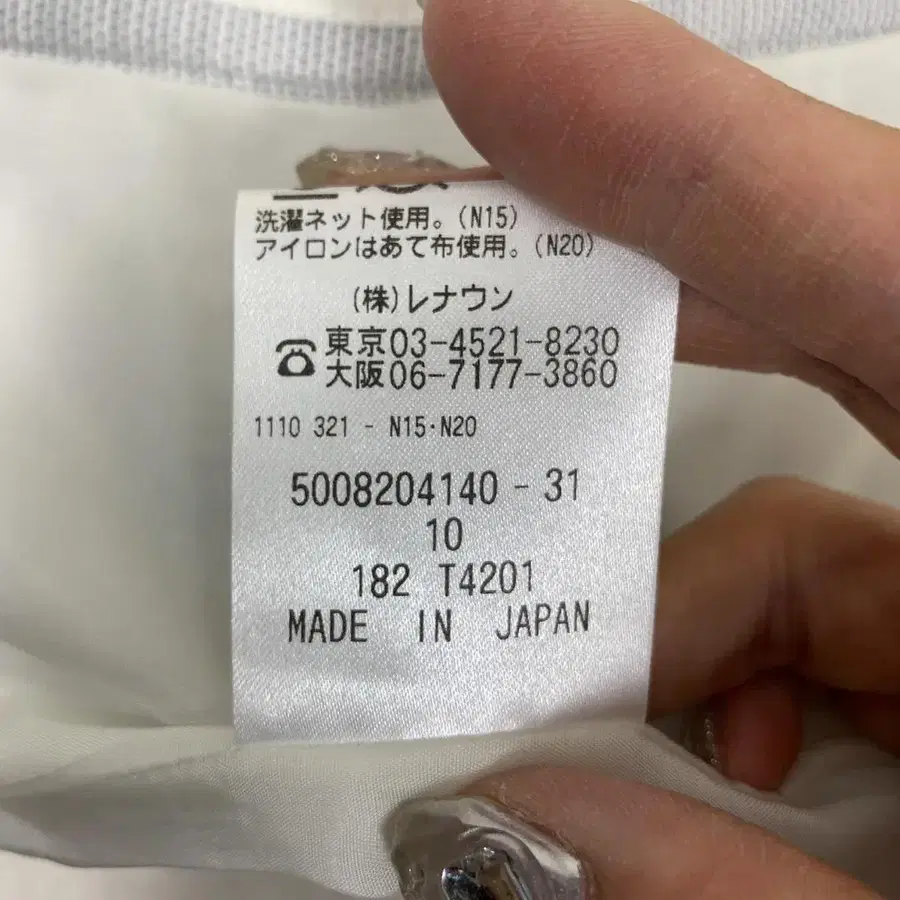 洗濯ネット使用。(N15)
アイロンはあて布使用。(N20)
(株)レナウン
東京03-4521-8230
大阪06-7177-3860
1110 321 - N15・N20
5008204140 - 31
10
182 T4201
MADE IN JAPAN